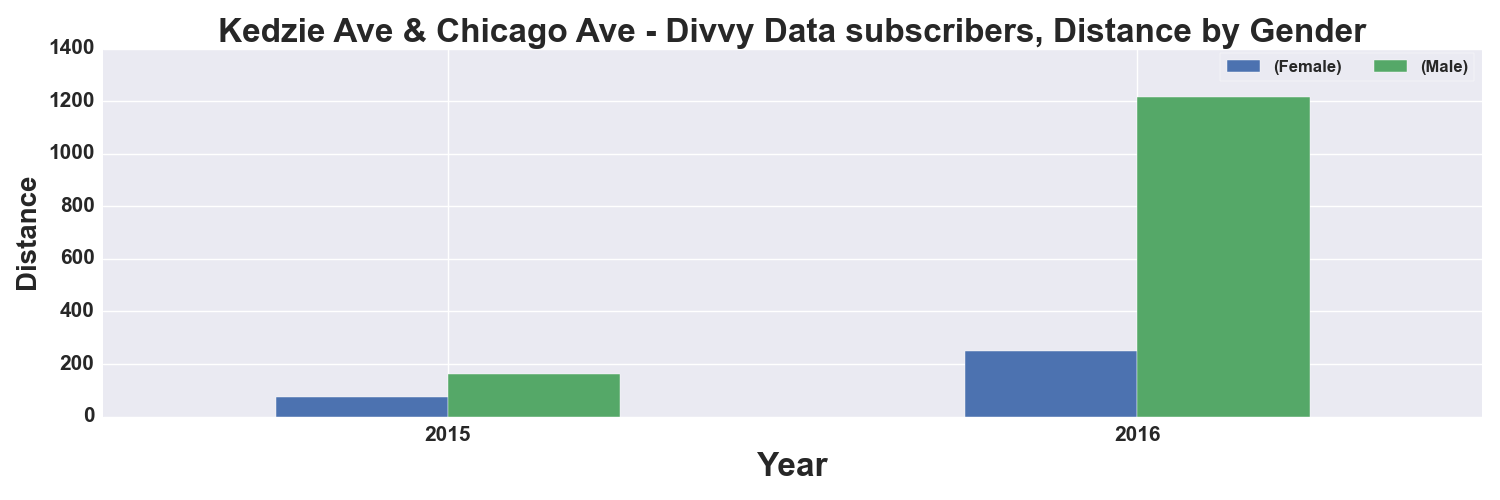 Kedzie Ave & Chicago Ave - Divvy Data subscribers, Distance by Gender
1400
1200
1000
800
600
400
200
0
Distance
(Female) (Male)
2015 2016
Year